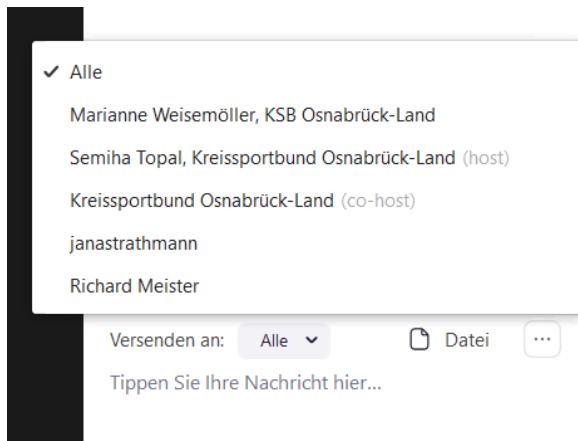 Alle
Marianne Weisemöller, KSB Osnabrück-Land
Semiha Topal, Kreissportbund Osnabrück-Land (host)
Kreissportbund Osnabrück-Land (co-host)
janastrathmann
Richard Meister
Versenden an: Alle Datei ...
Tippen Sie Ihre Nachricht hier...